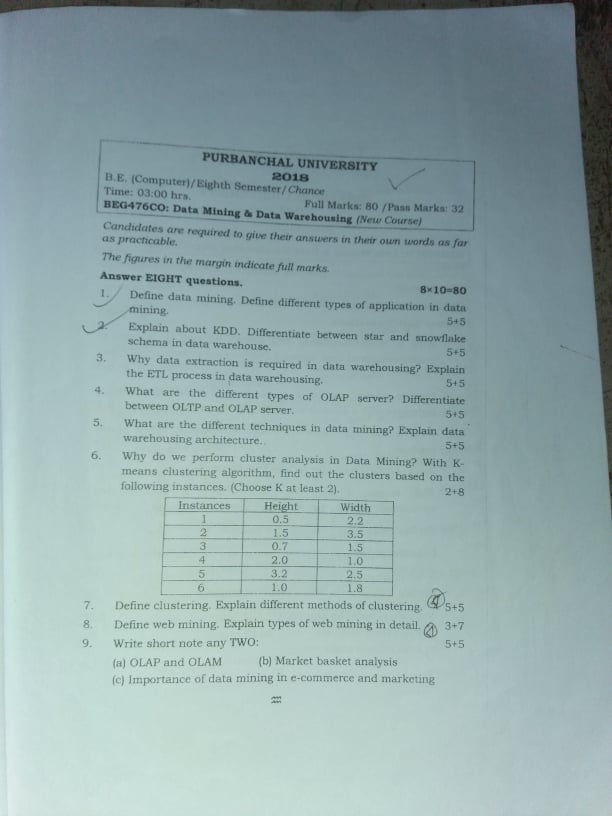 PURBANCHAL UNIVERSITY
2018
B.E. (Computer)/Eighth Semester/Chance
Time: 03:00 hrs.
Full Marks: 80 /Pass Marks: 32
BEG476CO: Data Mining & Data Warehousing (New Course)
Candidates are required to give their answers in their own words as far
as practicable.
The figures in the margin indicate full marks.
Answer EIGHT questions. 8×10=80
1. Define data mining. Define different types of application in data
mining. 5+5
2. Explain about KDD. Differentiate between star and snowflake
schema in data warehouse. 5+5
3. Why data extraction is required in data warehousing? Explain
the ETL process in data warehousing. 5+5
4. What are the different types of OLAP server? Differentiate
between OLTP and OLAP server. 5+5
5. What are the different techniques in data mining? Explain data
warehousing architecture.. 5+5
6. Why do we perform cluster analysis in Data Mining? With K-
means clustering algorithm, find out the clusters based on the
following instances. (Choose K at least 2). 2+8
Instances Height Width
1 0.5 2.2
2 1.5 3.5
3 0.7 1.5
4 2.0 1.0
5 3.2 2.5
6 1.0 1.8
7. Define clustering. Explain different methods of clustering. 5+5
8. Define web mining. Explain types of web mining in detail. 3+7
9. Write short note any TWO: 5+5
(a) OLAP and OLAM (b) Market basket analysis
(c) Importance of data mining in e-commerce and marketing